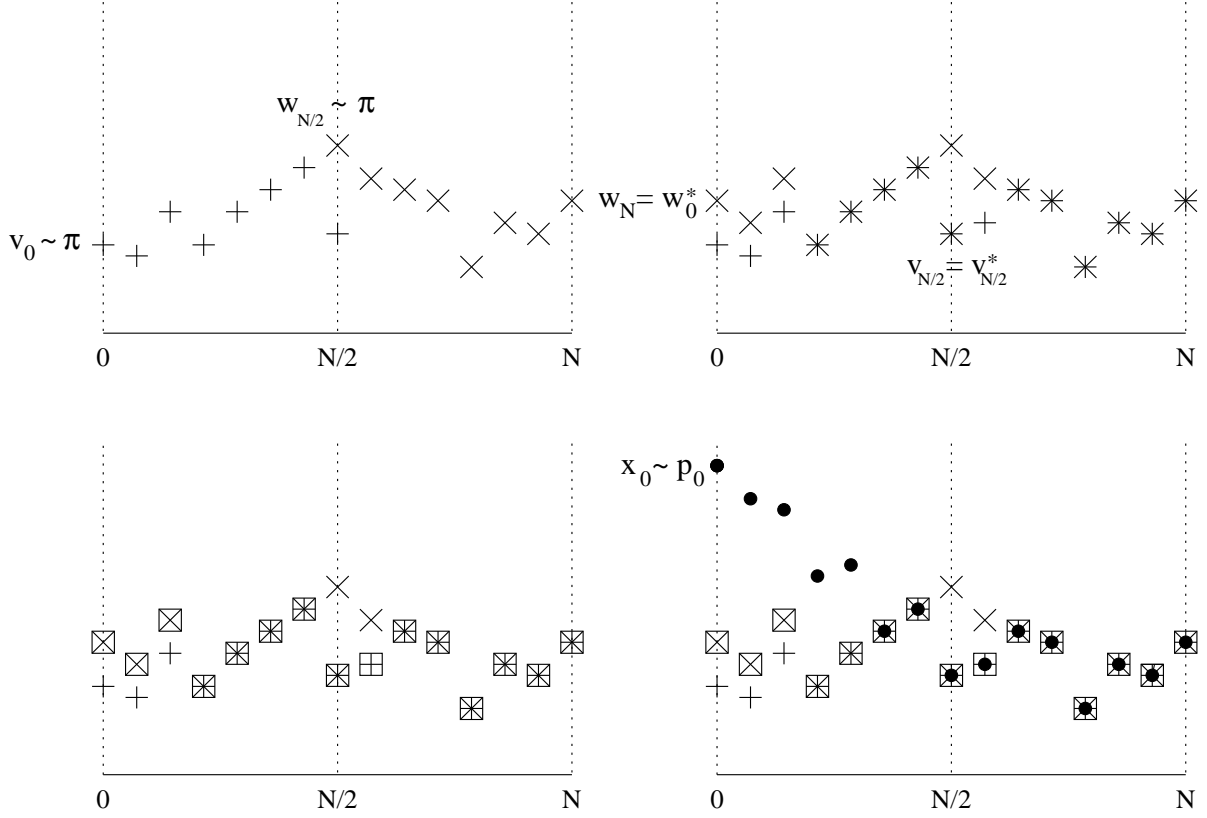 w_{N/2} ~ π
v_0 ~ π
0 N/2 N
w_N = w_0^*
v_{N/2} = v_{N/2}^*
0 N/2 N
0 N/2 N
x_0 ~ p_0
0 N/2 N